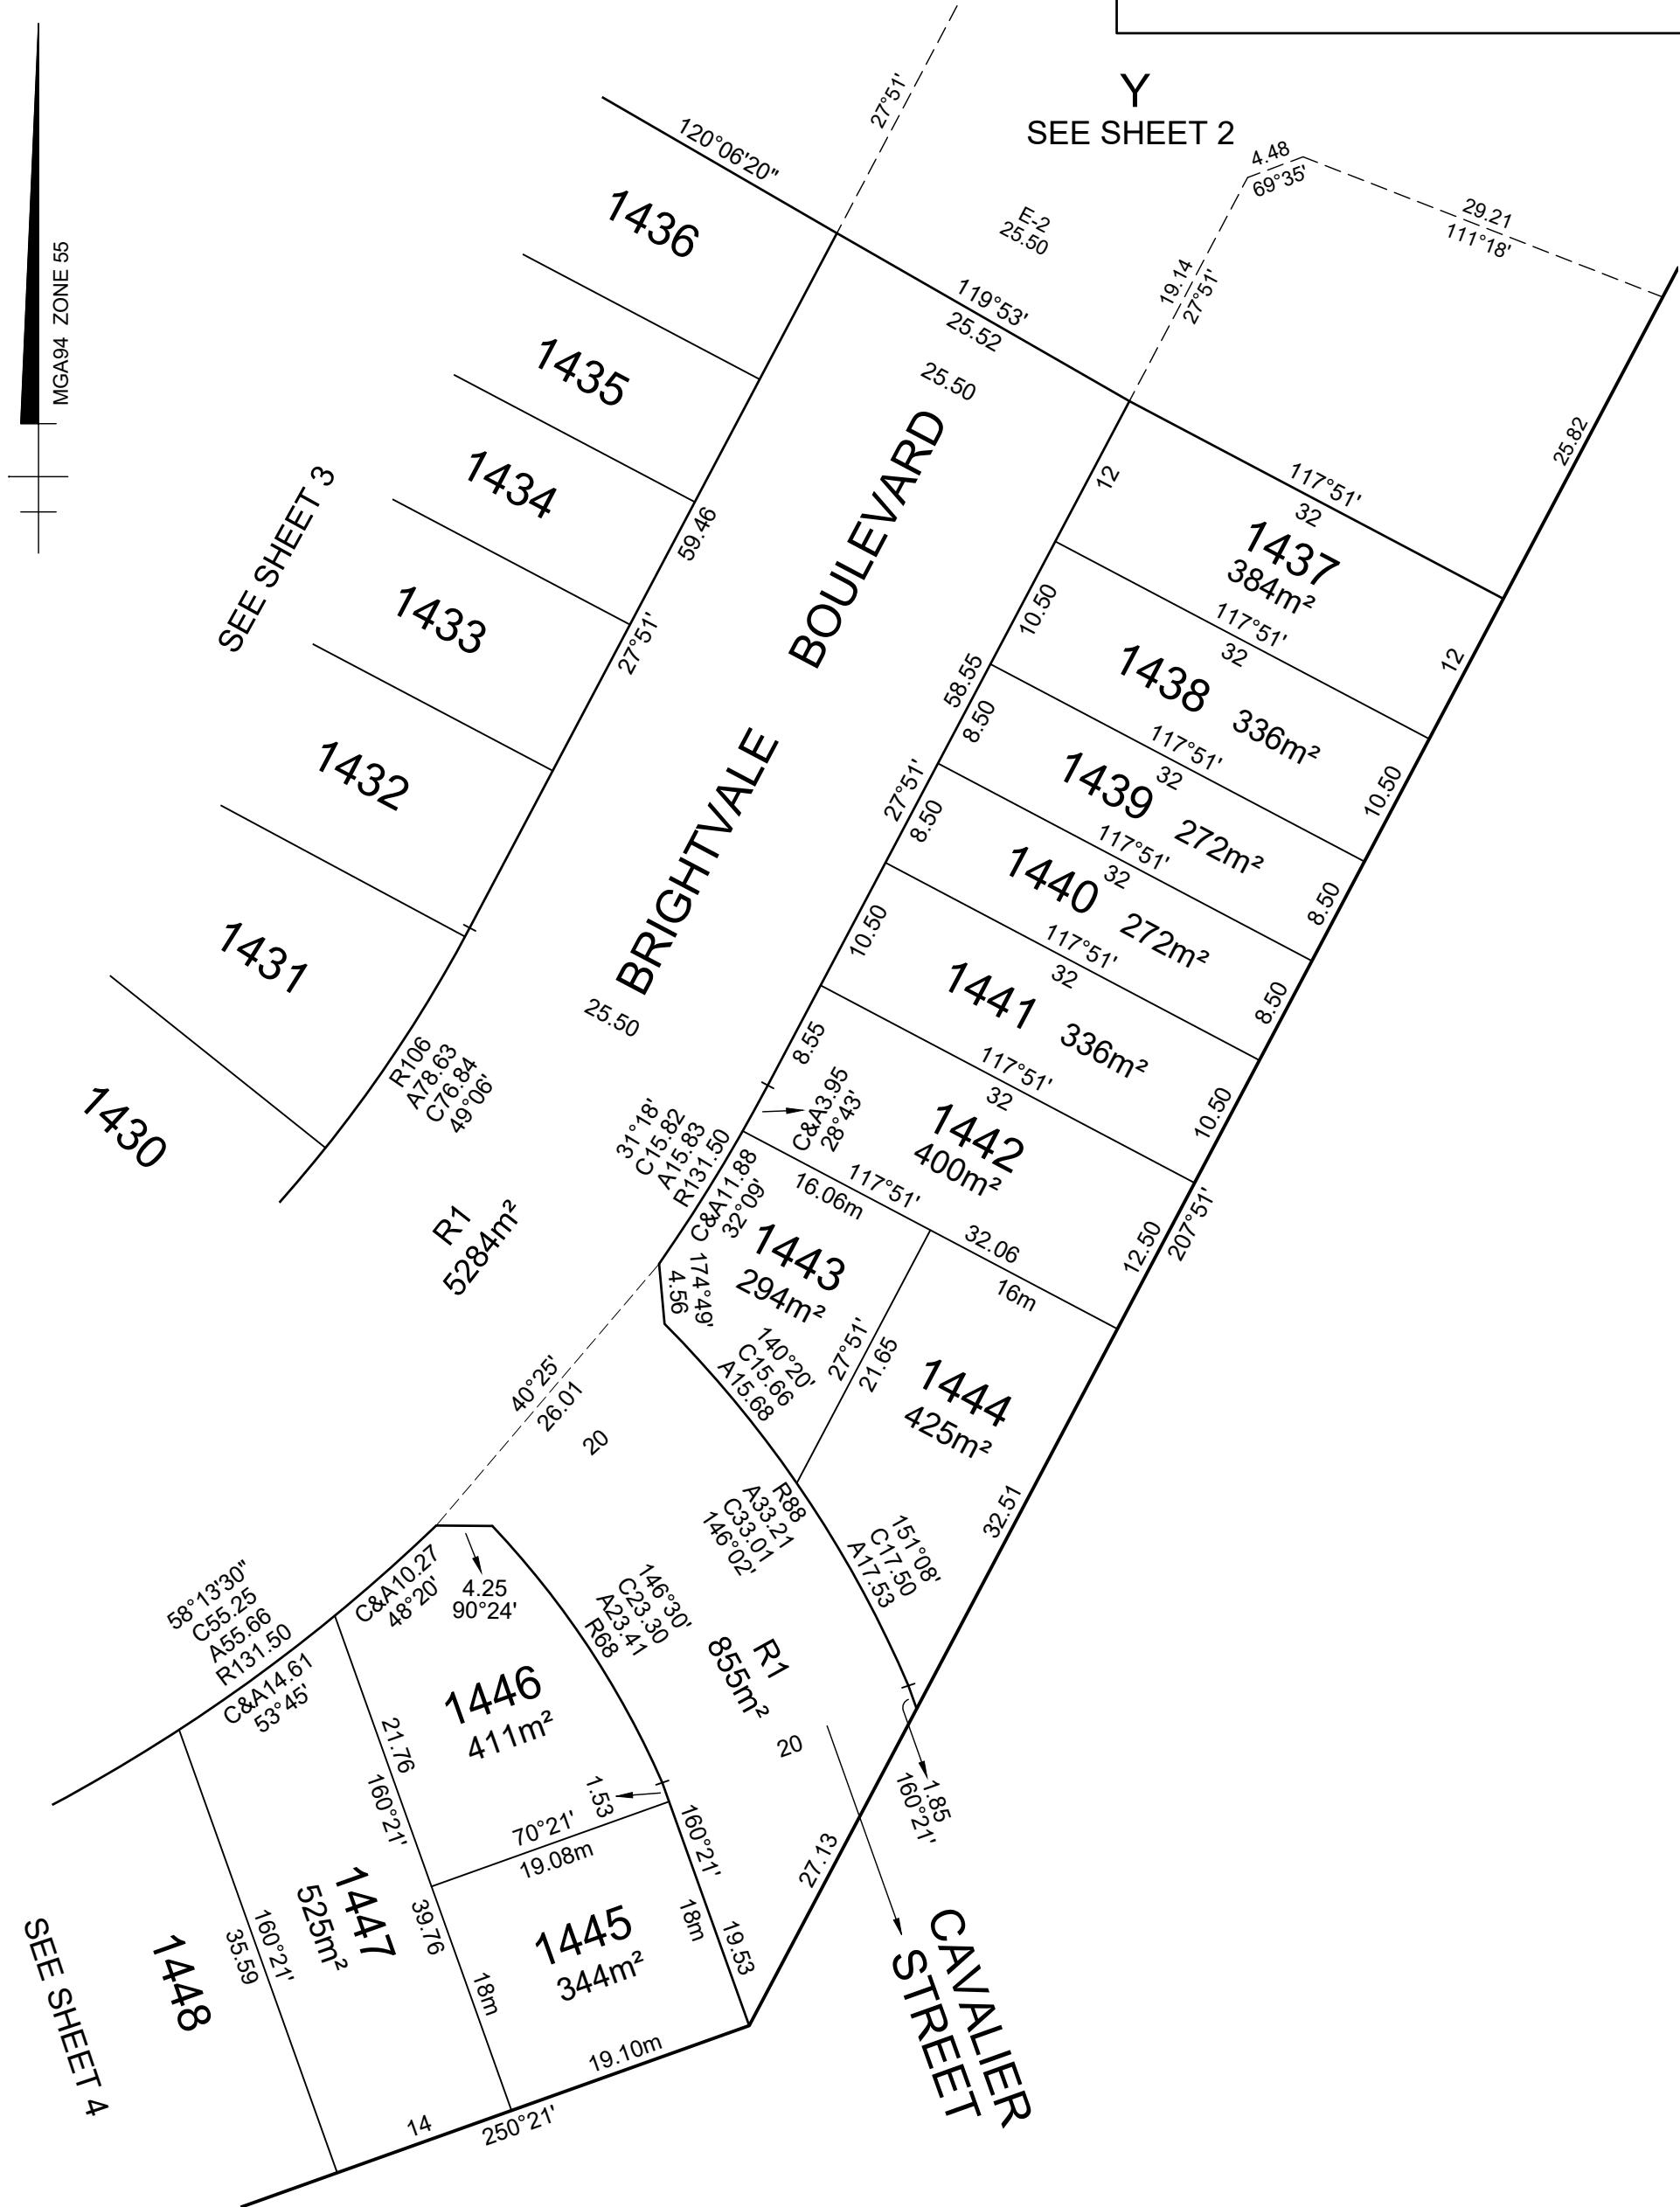 Y
SEE SHEET 2
MGA94 ZONE 55
27°51'
120°06'20"
1436
4.48
69°35'
29.21
111°18'
E-2
25.50
19.14
27°51'
119°53'
25.52
25.50
1435
25.82
12
117°51'
32
1437
384m²
1434
SEE SHEET 3
59.46
BRIGHTVALE BOULEVARD
10.50
117°51'
32
12
1438
336m²
1433
27°51'
58.55
8.50
117°51'
32
1439
272m²
10.50
1432
27°51'
8.50
117°51'
32
1440
272m²
8.50
1431
10.50
117°51'
32
1441
336m²
8.50
25.50
8.55
117°51'
32
1442
400m²
10.50
R106
A78.63
C76.84
49°06'
1430
31°18'
C15.82
A15.83
R131.50
C&A3.95
28°43'
C&A11.88
32°09'
117°51'
16.06m
32.06
16m
12.50
207°51'
R1
5284m²
1443
294m²
174°49'
4.56
140°20'
C15.66
A15.68
27°51'
21.65
1444
425m²
40°25'
26.01
20
R88
A33.21
C33.01
146°02'
151°08'
C17.50
A17.53
32.51
58°13'30"
C55.25
A55.66
R131.50
C&A10.27
48°20'
4.25
90°24'
146°30'
C23.30
A23.41
R68
C&A14.61
53°45'
1446
411m²
R1
855m²
20
21.76
160°21'
1.53
70°21'
19.08m
160°21'
1.85
160°21'
27.13
1447
525m²
39.76
18m
1445
344m²
18m
19.53
CAVALIER
STREET
1448
160°21'
35.59
SEE SHEET 4
19.10m
14
250°21'